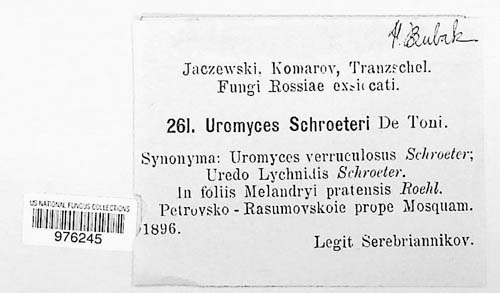 H. Bubák
Jaczewski, Komarov, Tranzschel.
Fungi Rossiae exsiccati.
261. Uromyces Schroeteri De Toni.
Synonyma: Uromyces verruculosus Schroeter;
Uredo Lychnidis Schroeter.
In foliis Melandryi pratensis Roehl.
Petrovsko - Rasumovskoie prope Mosquam.
1896.
Legit Serebriannikov.
US NATIONAL FUNGUS COLLECTIONS
976245